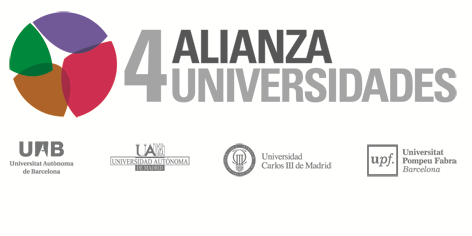 4 ALIANZA
UNIVERSIDADES
UAB
Universitat Autònoma
de Barcelona
UAM
UNIVERSIDAD AUTONOMA
DE MADRID
Universidad
Carlos III de Madrid
upf.
Universitat
Pompeu Fabra
Barcelona